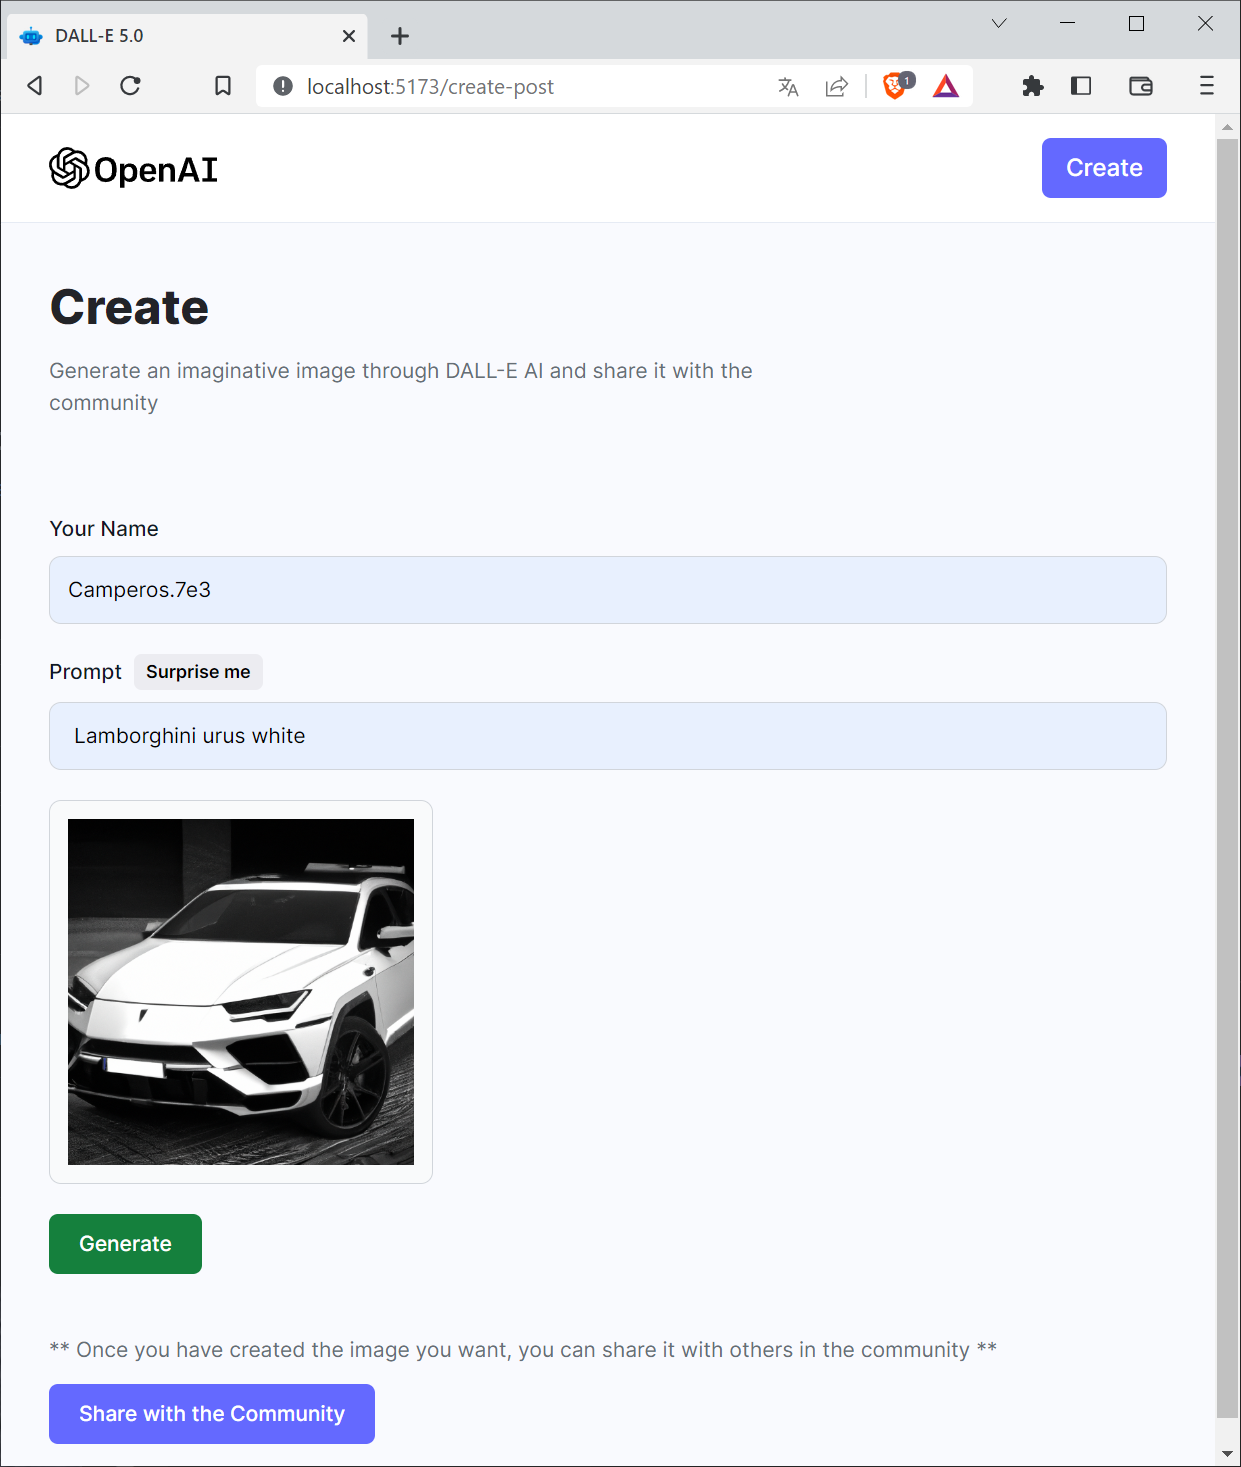 DALL-E 5.0
localhost:5173/create-post
1
OpenAI
Create
Create
Generate an imaginative image through DALL-E AI and share it with the
community
Your Name
Camperos.7e3
Prompt Surprise me
Lamborghini urus white
Generate
** Once you have created the image you want, you can share it with others in the community **
Share with the Community